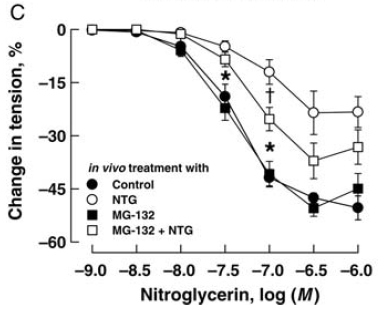 C
Change in tension, %
0
−15
−30
−45
−60
*
†
*
in vivo treatment with
Control
NTG
MG-132
MG-132 + NTG
−9.0 −8.5 −8.0 −7.5 −7.0 −6.5 −6.0
Nitroglycerin, log (M)